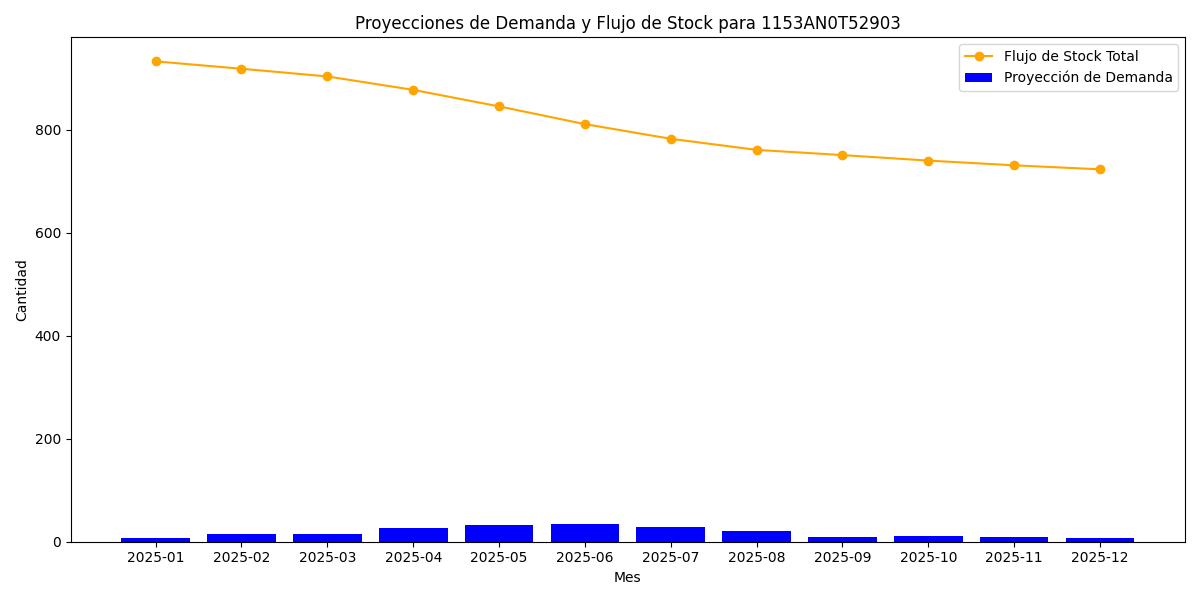 Proyecciones de Demanda y Flujo de Stock para 1153AN0T52903
Flujo de Stock Total
Proyección de Demanda
Cantidad
800
600
400
200
0
2025-01 2025-02 2025-03 2025-04 2025-05 2025-06 2025-07 2025-08 2025-09 2025-10 2025-11 2025-12
Mes